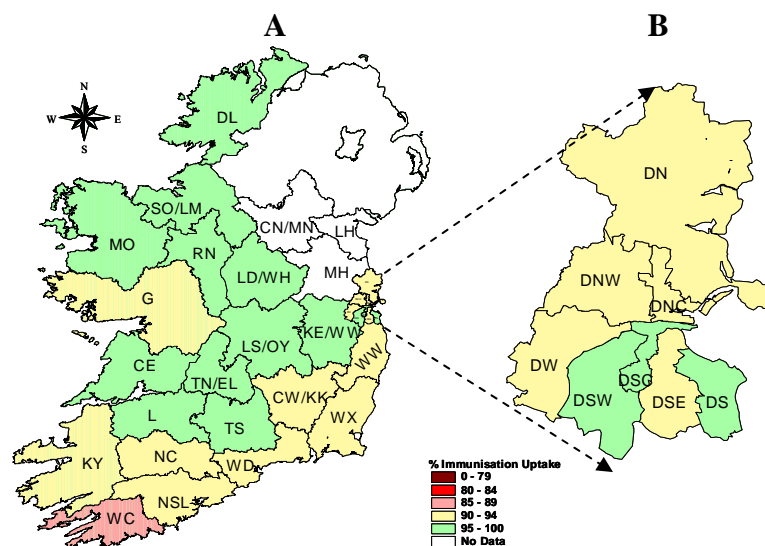 A
B
N
W
E
S
DL
SO/LM
CN/MN
LH
MO
RN
MH
LD/WH
G
KE/WW
LS/OY
WW
CE
TN/EL
CW/KK
WX
L
TS
KY
NC
WD
NSL
WC
DN
DNW
DNC
DW
DSW
DSC
DSE
DS
% Immunisation Uptake
0 - 79
80 - 84
85 - 89
90 - 94
95 - 100
No Data